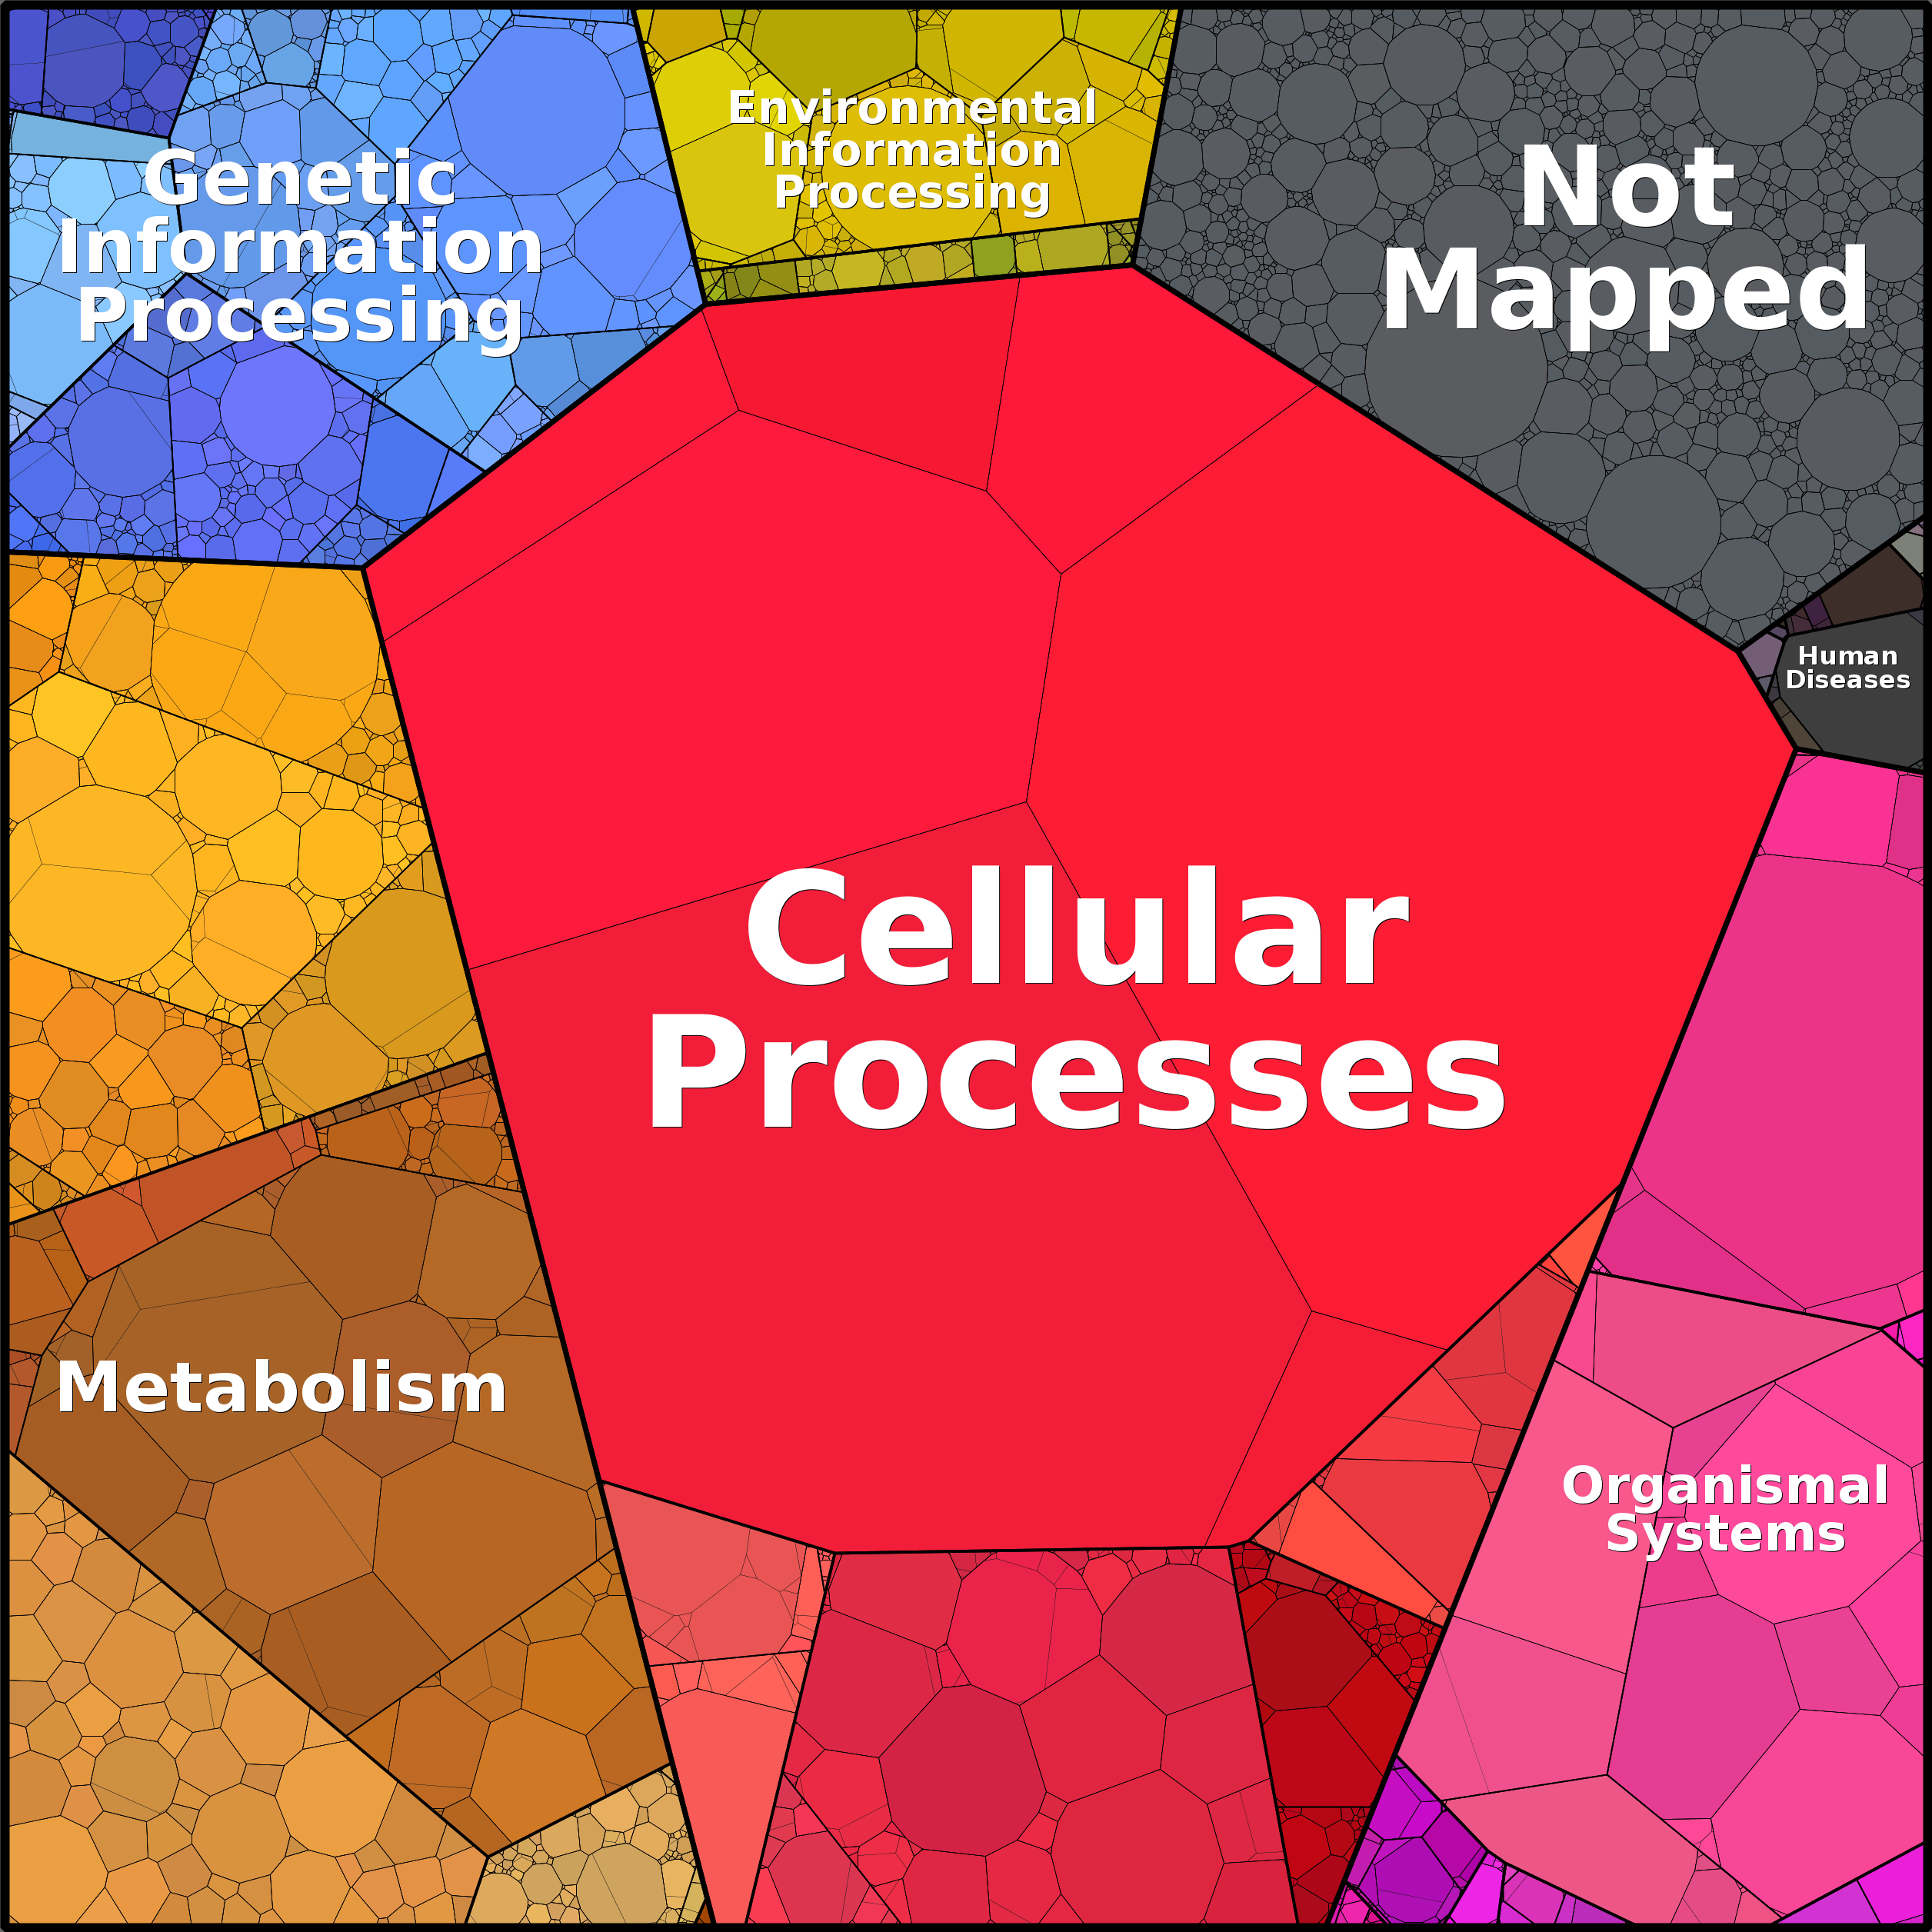 Genetic
Information
Processing
Environmental
Information
Processing
Not
Mapped
Human
Diseases
Cellular
Processes
Metabolism
Organismal
Systems